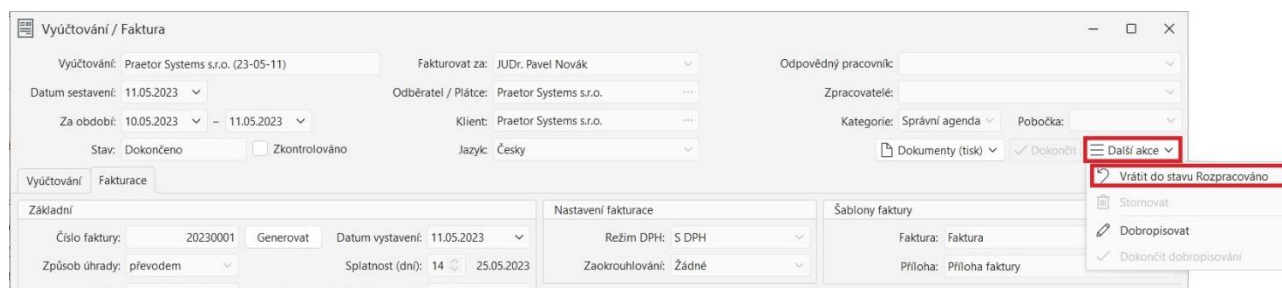 Vyúčtování / Faktura
Vyúčtování: Praetor Systems s.r.o. (23-05-11) Fakturovat za: JUDr. Pavel Novák Odpovědný pracovník:
Datum sestavení: 11.05.2023 Odběratel / Plátce: Praetor Systems s.r.o. ... Zpracovatelé:
Za období: 10.05.2023 – 11.05.2023 Klient: Praetor Systems s.r.o. ... Kategorie: Správní agenda Pobočka:
Stav: Dokončeno Zkontrolováno Jazyk: Česky Dokumenty (tisk) Dokončit Další akce
Vyúčtování Fakturace Vrátit do stavu Rozpracováno
Základní Nastavení fakturace Šablony faktury Stornovat
Číslo faktury: 20230001 Generovat Datum vystavení: 11.05.2023 Režim DPH: S DPH Faktura: Faktura Dobropisovat
Způsob úhrady: převodem Splatnost (dní): 14 25.05.2023 Zaokrouhlování: Žádné Příloha: Příloha faktury Dokončit dobropisování